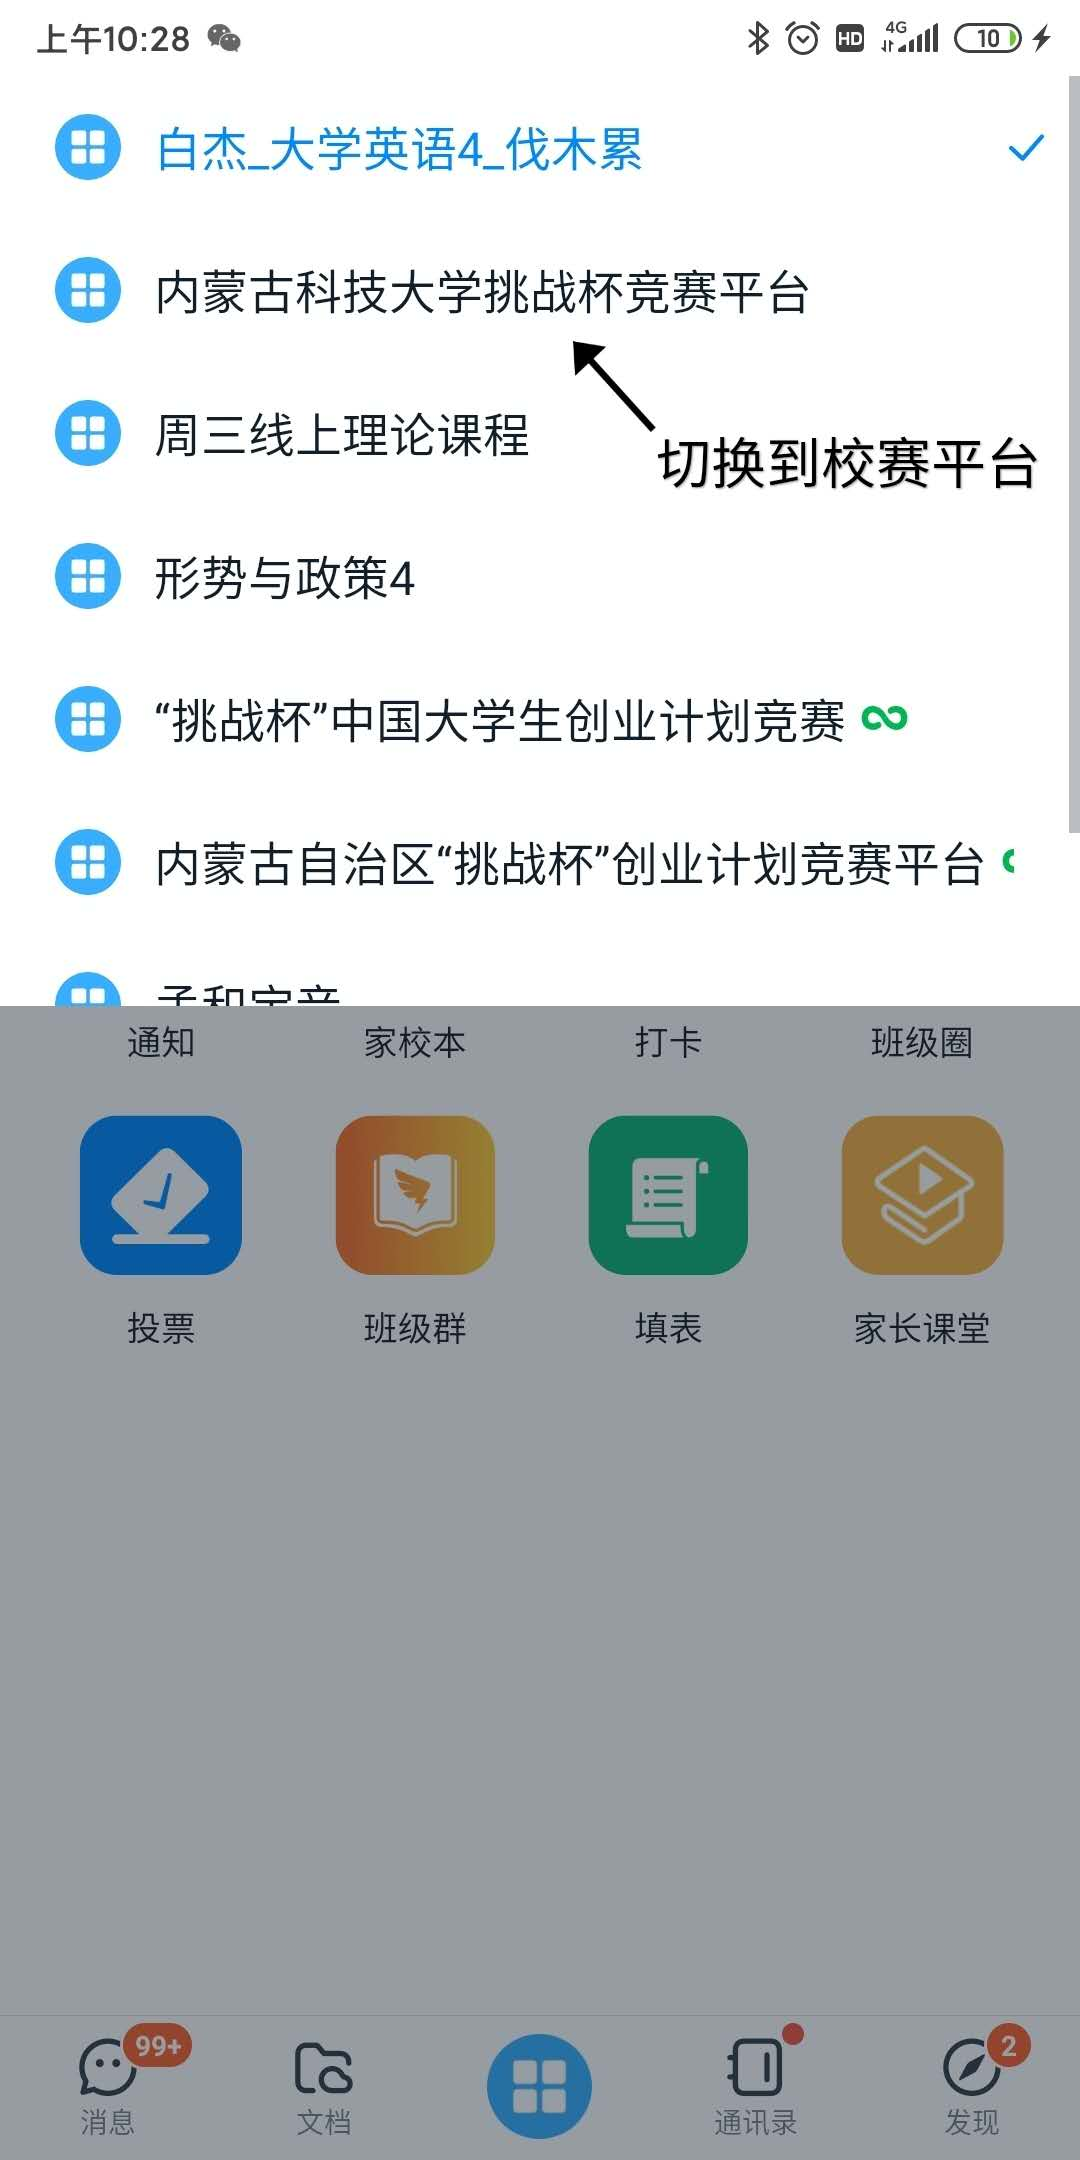 上午10:28
HD
4G
10
白杰_大学英语4_伐木累
内蒙古科技大学挑战杯竞赛平台
周三线上理论课程
切换到校赛平台
形势与政策4
“挑战杯”中国大学生创业计划竞赛
内蒙古自治区“挑战杯”创业计划竞赛平台
通知 家校本 打卡 班级圈
投票 班级群 填表 家长课堂
99+
2
消息 文档 通讯录 发现